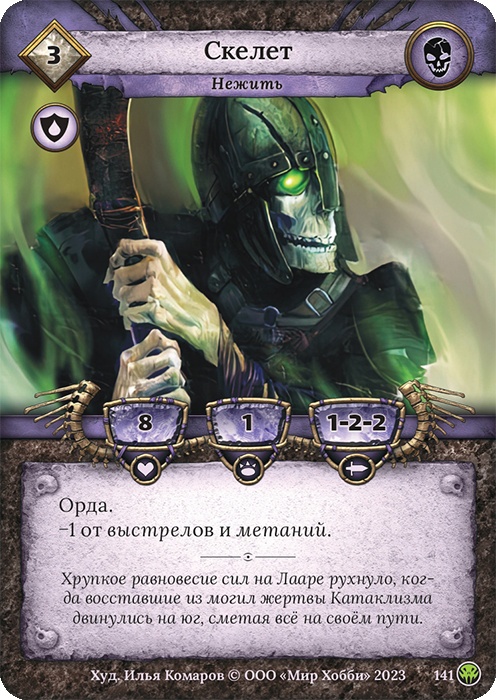 3
Скелет
Нежить
8
1
1-2-2
Орда.
−1 от выстрелов и метаний.
Хрупкое равновесие сил на Лааре рухнуло, ког-
да восставшие из могил жертвы Катаклизма
двинулись на юг, сметая всё на своём пути.
Худ. Илья Комаров © ООО «Мир Хобби» 2023
141